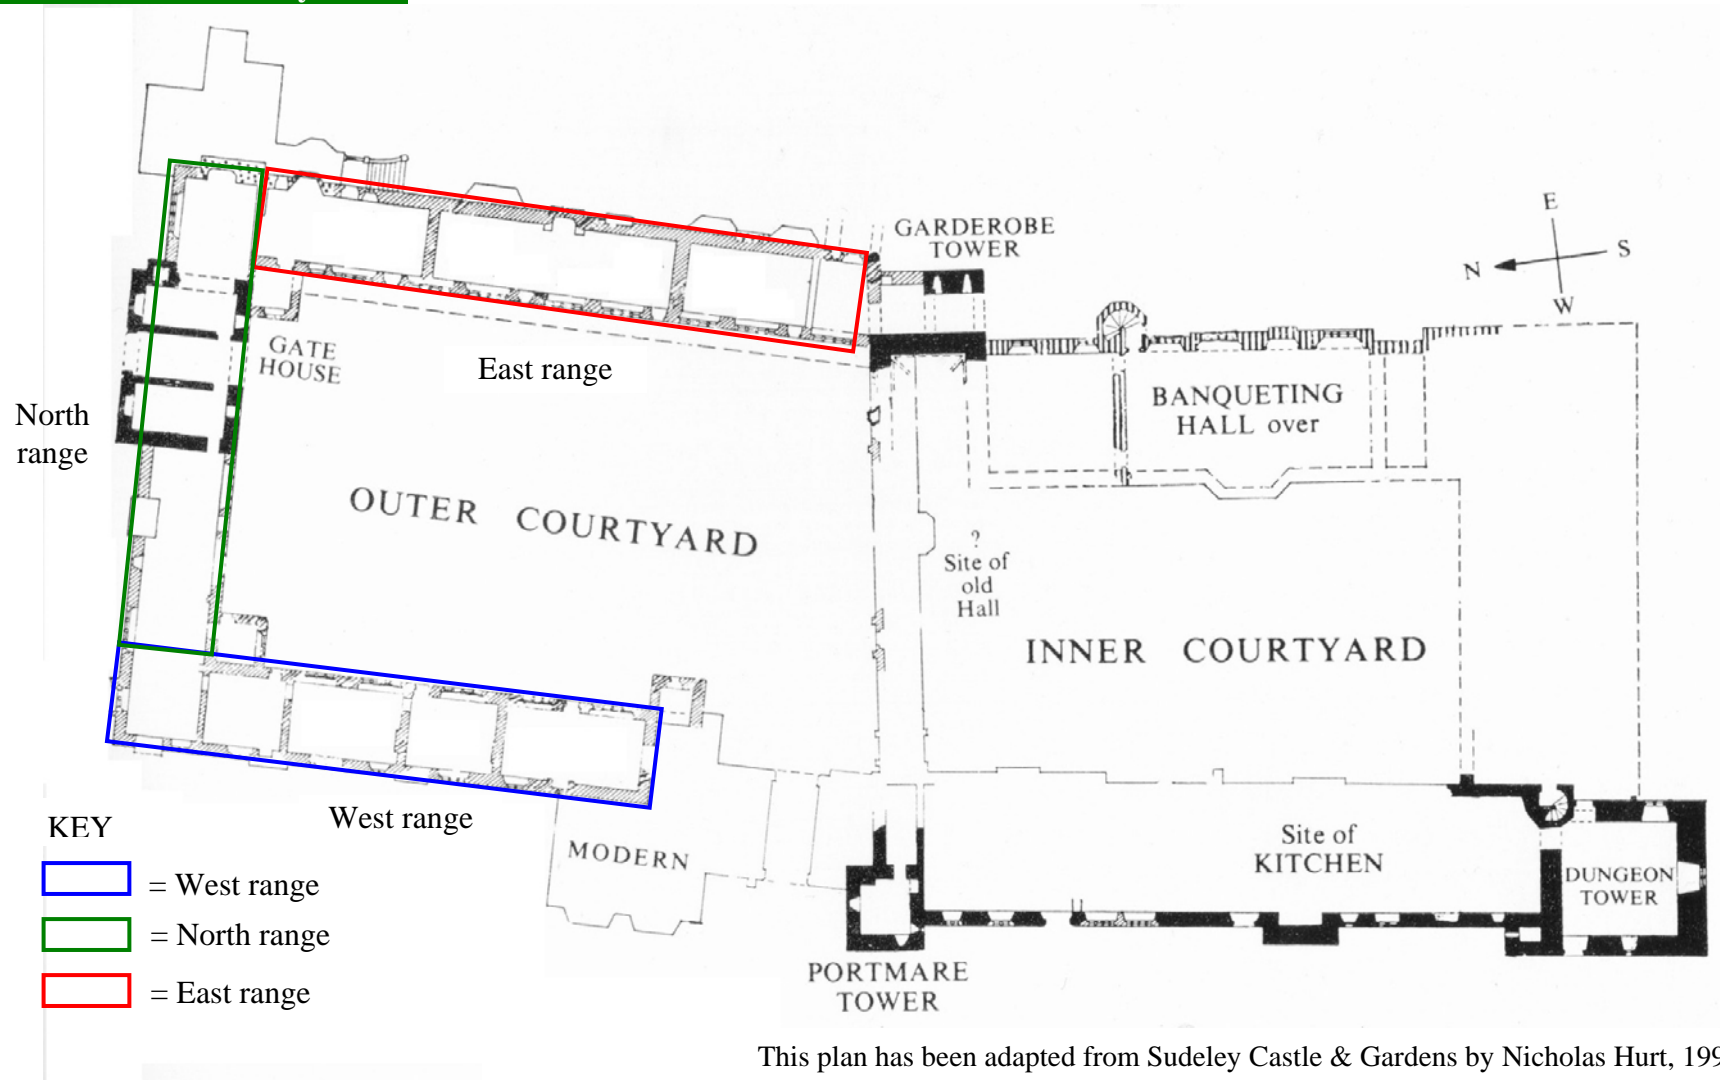 GARDEROBE
TOWER
E
N
S
W
GATE
HOUSE
East range
North
range
BANQUETING
HALL over
OUTER COURTYARD
?
Site of
old
Hall
INNER COURTYARD
West range
KEY
= West range
= North range
= East range
MODERN
Site of
KITCHEN
DUNGEON
TOWER
PORTMARE
TOWER
This plan has been adapted from Sudeley Castle & Gardens by Nicholas Hurt, 199